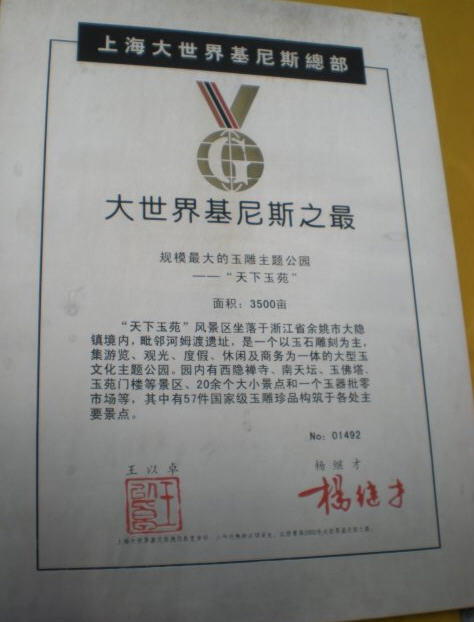 上海大世界基尼斯總部
G
大世界基尼斯之最
规模最大的玉雕主题公园
——“天下玉苑”
面积：3500亩
“天下玉苑”风景区坐落于浙江省余姚市大隐
镇境内，毗邻河姆渡遗址，是一个以玉石雕刻为主，
集游览、观光、度假、休闲及商务为一体的大型玉
文化主题公园。园内有西隐禅寺、南天坛、玉佛塔、
玉苑门楼等景区、20余个大小景点和一个玉器批零
市场等，其中有57件国家级玉雕珍品构筑于各处主
要景点。
No: 01492
王以卓
杨继才
杨继才